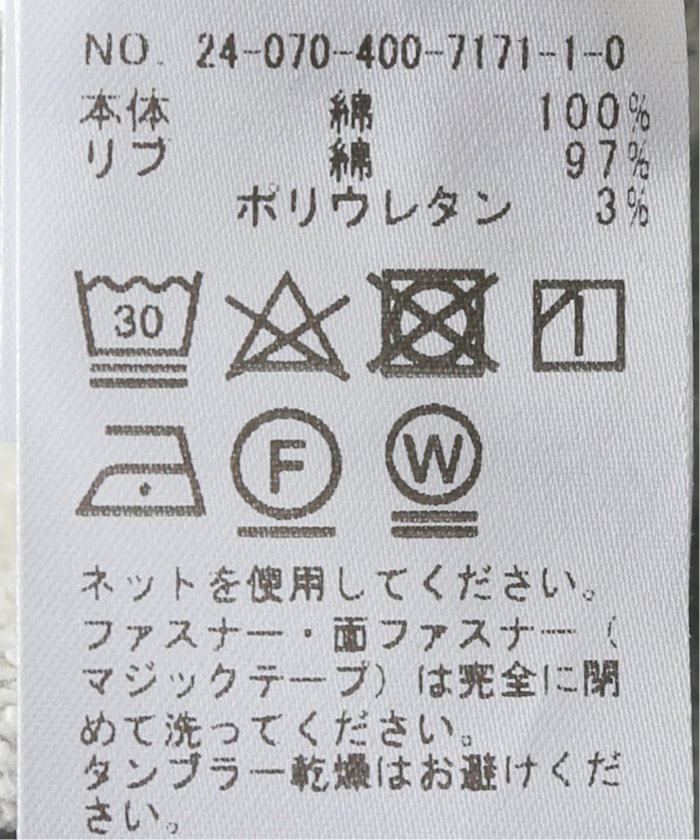 NO. 24-070-400-7171-1-0
本体 綿 100%
リブ 綿 97%
ポリウレタン 3%
30
F W
ネットを使用してください。
ファスナー・面ファスナー（
マジックテープ）は完全に閉
めて洗ってください。
タンブラー乾燥はお避けくだ
さい。